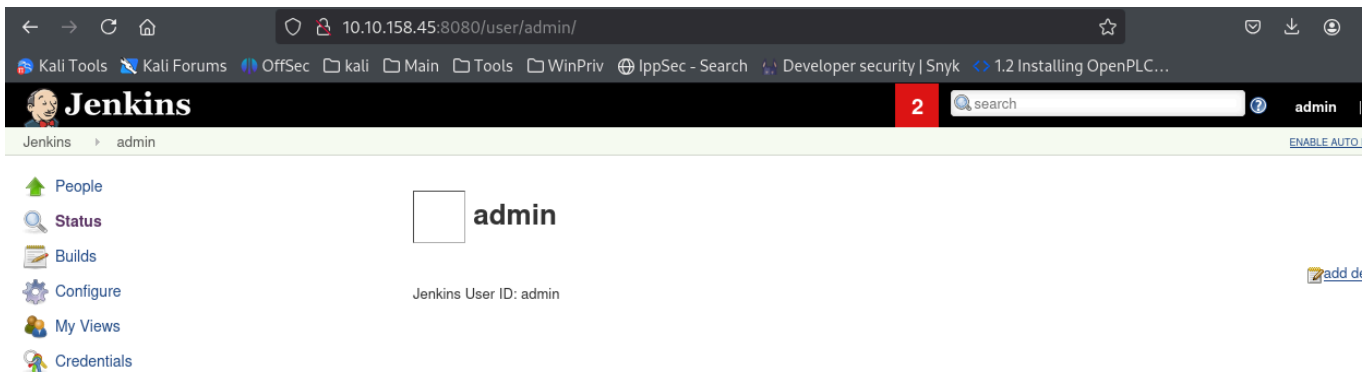 10.10.158.45:8080/user/admin/
Kali Tools Kali Forums OffSec kali Main Tools WinPriv IppSec - Search Developer security | Snyk 1.2 Installing OpenPLC...
Jenkins 2 search admin |
Jenkins admin ENABLE AUTO
People
Status
Builds
Configure
My Views
Credentials
admin
add de
Jenkins User ID: admin